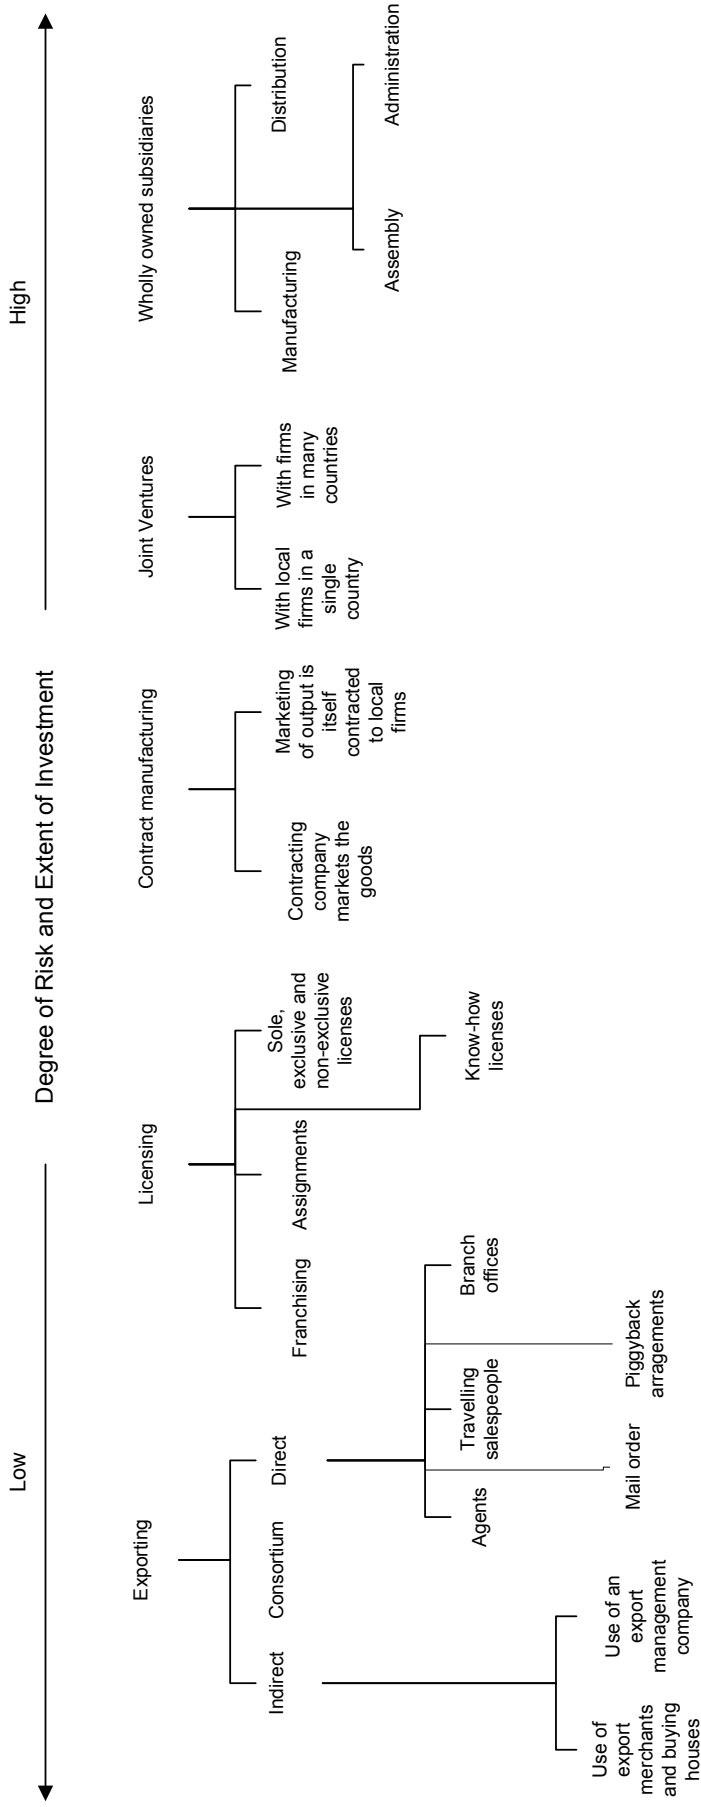 Low
Degree of Risk and Extent of Investment
High
Exporting
Licensing
Contract manufacturing
Joint Ventures
Wholly owned subsidiaries
Indirect
Consortium
Direct
Franchising
Assignments
Sole,
exclusive and
non-exclusive
licenses
Contracting
company
markets the
goods
Marketing
of output is
itself
contracted
to local
firms
With local
firms in a
single
country
With firms
in many
countries
Manufacturing
Distribution
Agents
Travelling
salespeople
Branch
offices
Know-how
licenses
Assembly
Administration
Use of
export
merchants
and buying
houses
Use of an
export
management
company
Mail order
Piggyback
arragements